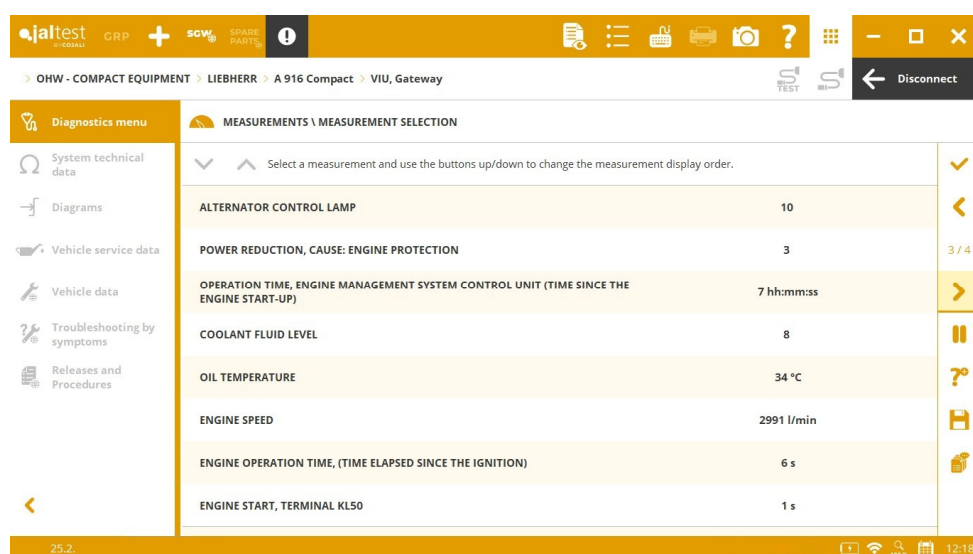 jaltest
BY COJALI
GRP
SGW
SPARE
PARTS
?
> OHW - COMPACT EQUIPMENT > LIEBHERR > A 916 Compact > VIU, Gateway
TEST
Disconnect
Diagnostics menu
MEASUREMENTS \ MEASUREMENT SELECTION
System technical
data
Select a measurement and use the buttons up/down to change the measurement display order.
Diagrams
ALTERNATOR CONTROL LAMP 10
Vehicle service data
POWER REDUCTION, CAUSE: ENGINE PROTECTION 3
3 / 4
Vehicle data
OPERATION TIME, ENGINE MANAGEMENT SYSTEM CONTROL UNIT (TIME SINCE THE
ENGINE START-UP) 7 hh:mm:ss
Troubleshooting by
symptoms
COOLANT FLUID LEVEL 8
Releases and
Procedures
OIL TEMPERATURE 34 °C
ENGINE SPEED 2991 l/min
ENGINE OPERATION TIME, (TIME ELAPSED SINCE THE IGNITION) 6 s
ENGINE START, TERMINAL KL50 1 s
25.2.
12:18